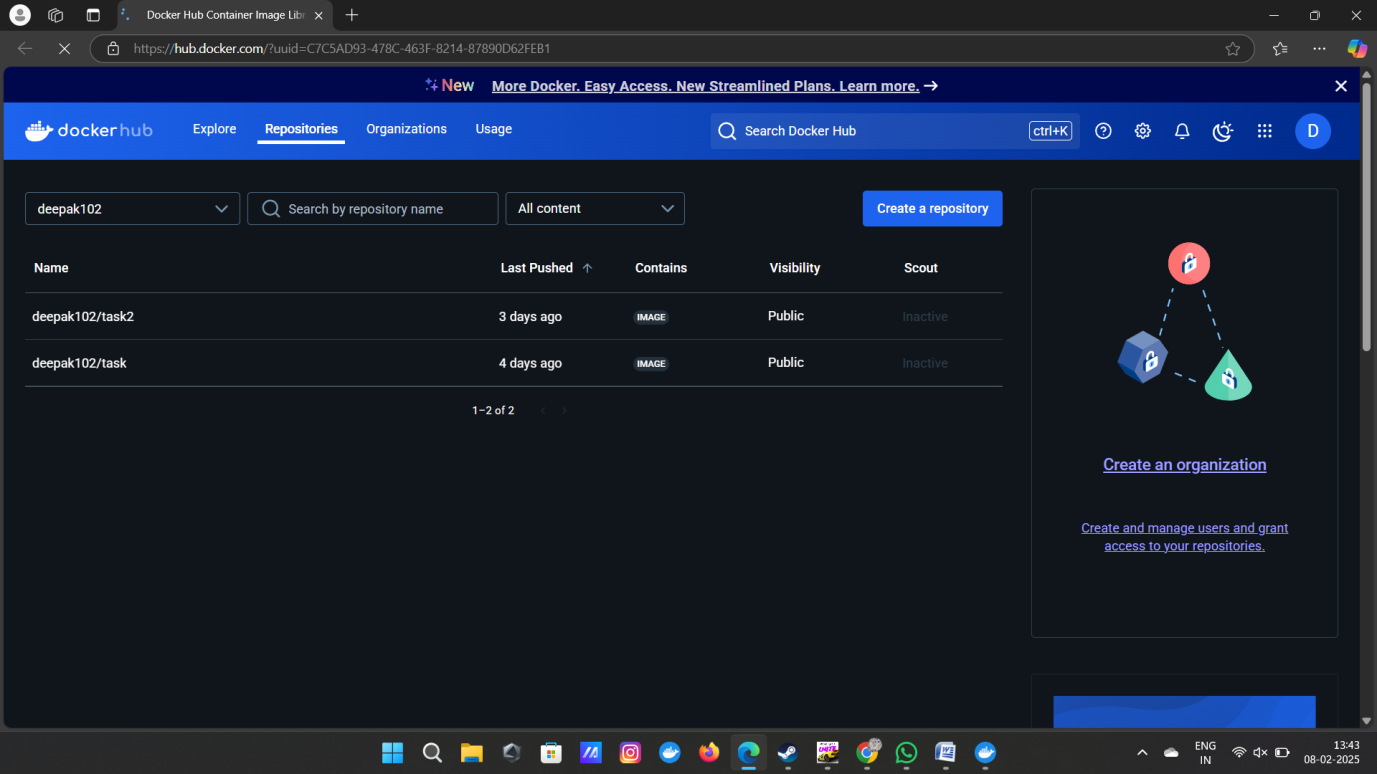 Docker Hub Container Image Libr
https://hub.docker.com/?uuid=C7C5AD93-478C-463F-8214-87890D62FEB1
New More Docker. Easy Access. New Streamlined Plans. Learn more. →
dockerhub Explore Repositories Organizations Usage Search Docker Hub ctrl+K D
deepak102 Search by repository name All content Create a repository
Name Last Pushed Contains Visibility Scout
deepak102/task2 3 days ago IMAGE Public Inactive
deepak102/task 4 days ago IMAGE Public Inactive
1–2 of 2
Create an organization
Create and manage users and grant
access to your repositories.
ENG 13:43
IN 08-02-2025